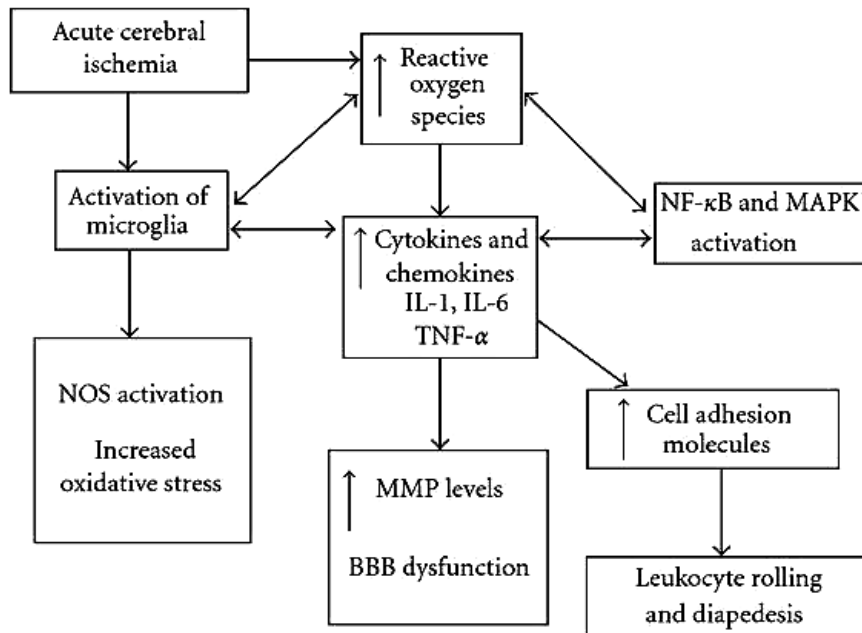 Acute cerebral
ischemia
Reactive
oxygen
species
Activation of
microglia
NF-κB and MAPK
activation
Cytokines and
chemokines
IL-1, IL-6
TNF-α
NOS activation
Increased
oxidative stress
Cell adhesion
molecules
MMP levels
BBB dysfunction
Leukocyte rolling
and diapedesis